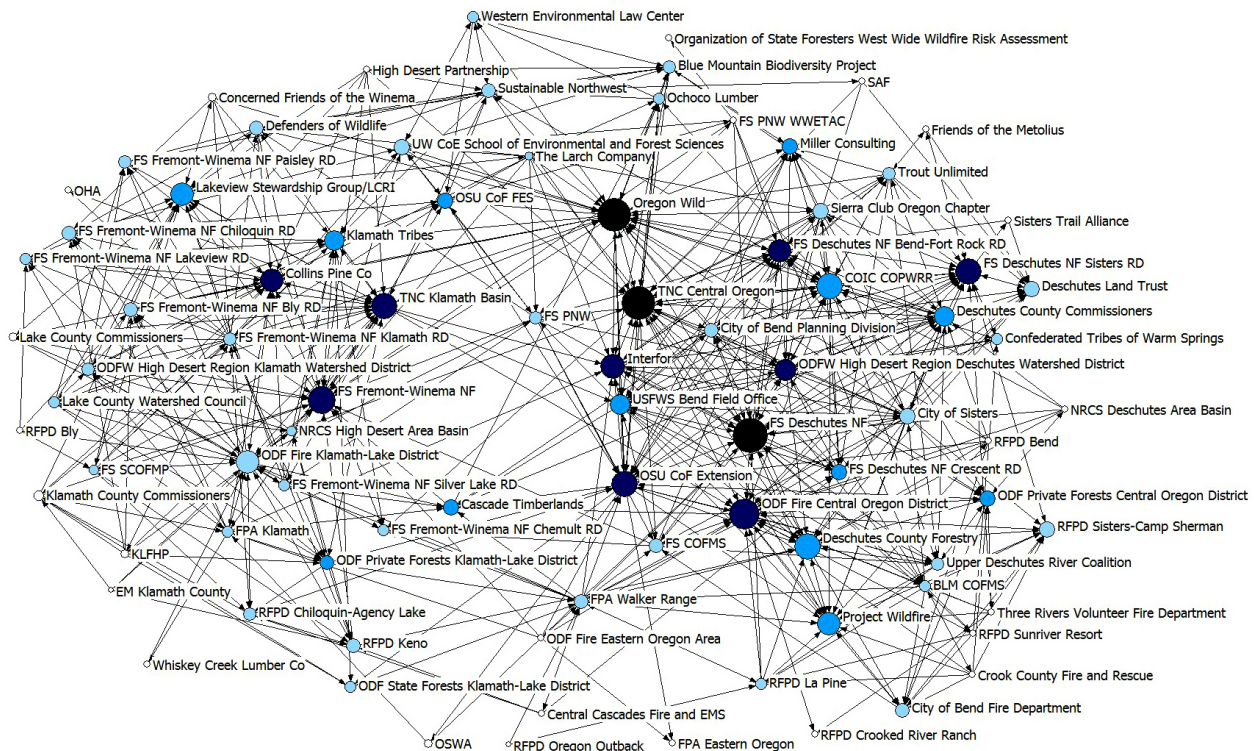 Western Environmental Law Center
Organization of State Foresters West Wide Wildfire Risk Assessment
High Desert Partnership
Blue Mountain Biodiversity Project
SAF
Sustainable Northwest
Concerned Friends of the Winema
Ochoco Lumber
FS PNW WWETAC
Defenders of Wildlife
Friends of the Metolius
UW CoE School of Environmental and Forest Sciences
Miller Consulting
FS Fremont-Winema NF Paisley RD
The Larch Company
Trout Unlimited
OHA
Lakeview Stewardship Group/LCRI
OSU CoF FES
Oregon Wild
Sierra Club Oregon Chapter
Sisters Trail Alliance
FS Fremont-Winema NF Chiloquin RD
Klamath Tribes
FS Deschutes NF Bend-Fort Rock RD
FS Fremont-Winema NF Lakeview RD
FS Deschutes NF Sisters RD
Collins Pine Co
COIC COPWRR
Deschutes Land Trust
TNC Klamath Basin
TNC Central Oregon
FS Fremont-Winema NF Bly RD
FS PNW
Deschutes County Commissioners
City of Bend Planning Division
Lake County Commissioners
FS Fremont-Winema NF Klamath RD
Confederated Tribes of Warm Springs
ODFW High Desert Region Klamath Watershed District
Interfor
ODFW High Desert Region Deschutes Watershed District
FS Fremont-Winema NF
Lake County Watershed Council
USFWS Bend Field Office
NRCS Deschutes Area Basin
City of Sisters
RFPD Bly
NRCS High Desert Area Basin
FS Deschutes NF
RFPD Bend
ODF Fire Klamath-Lake District
FS SCOFMP
FS Deschutes NF Crescent RD
FS Fremont-Winema NF Silver Lake RD
OSU CoF Extension
Klamath County Commissioners
ODF Private Forests Central Oregon District
Cascade Timberlands
ODF Fire Central Oregon District
FPA Klamath
FS Fremont-Winema NF Chemult RD
RFPD Sisters-Camp Sherman
FS COFMS
Deschutes County Forestry
KLFHP
ODF Private Forests Klamath-Lake District
Upper Deschutes River Coalition
EM Klamath County
BLM COFMS
FPA Walker Range
RFPD Chiloquin-Agency Lake
Three Rivers Volunteer Fire Department
Project Wildfire
RFPD Sunriver Resort
ODF Fire Eastern Oregon Area
RFPD Keno
Whiskey Creek Lumber Co
Crook County Fire and Rescue
ODF State Forests Klamath-Lake District
RFPD La Pine
City of Bend Fire Department
Central Cascades Fire and EMS
RFPD Crooked River Ranch
OSWA
RFPD Oregon Outback
FPA Eastern Oregon